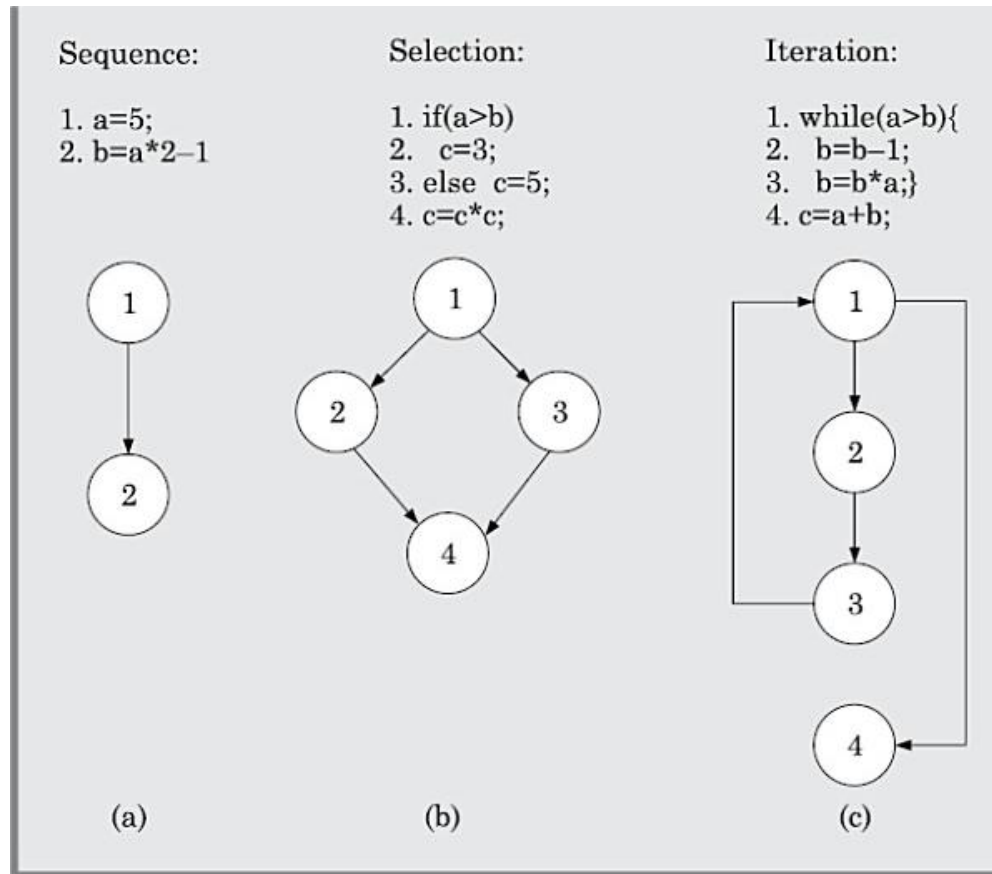 Sequence:
1. a=5;
2. b=a*2–1
Selection:
1. if(a>b)
2. c=3;
3. else c=5;
4. c=c*c;
Iteration:
1. while(a>b){
2. b=b–1;
3. b=b*a;}
4. c=a+b;
1
2
1
2
3
4
1
2
3
4
(a)
(b)
(c)